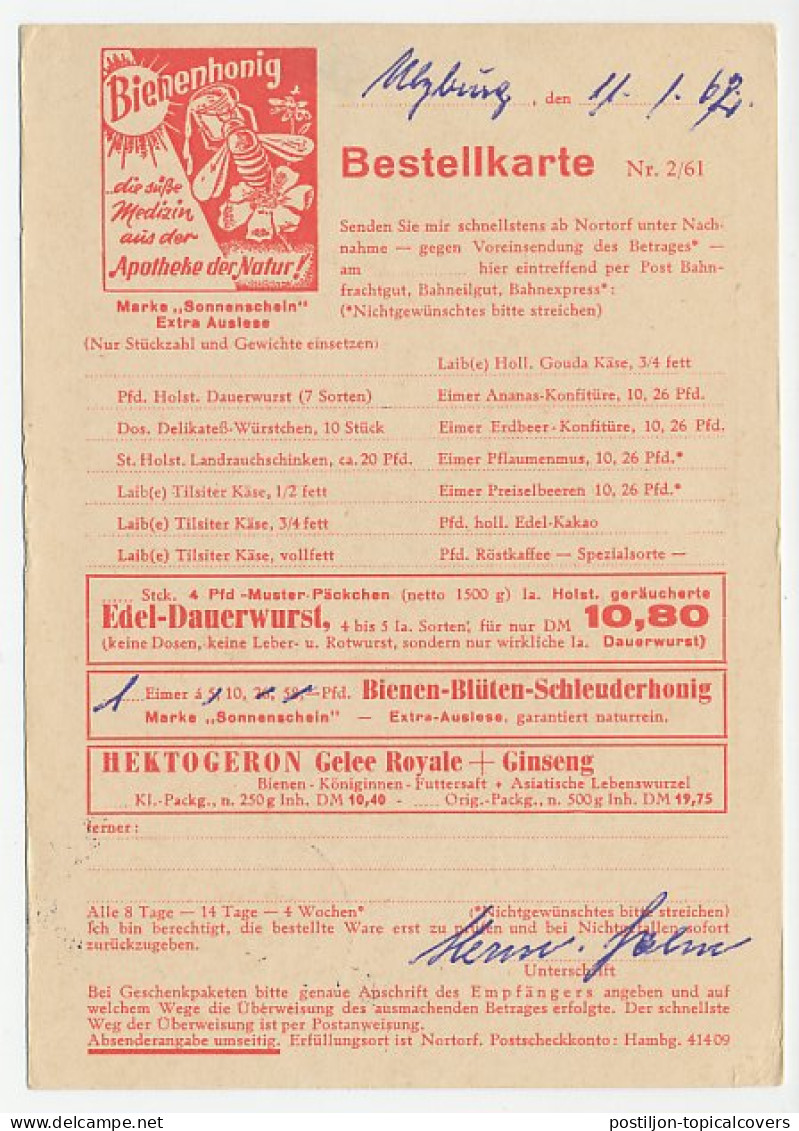 Bienenhonig
...die süße
Medizin
aus der
Apotheke der Natur!
Marke „Sonnenschein"
Extra Auslese
Ulzburg, den 11. 1. 62.
Bestellkarte Nr. 2/61
Senden Sie mir schnellstens ab Nortorf unter Nach-
nahme — gegen Voreinsendung des Betrages* —
am ............ hier eintreffend per Post Bahn-
frachtgut, Bahneilgut, Bahnexpress*:
(*Nichtgewünschtes bitte streichen)
(Nur Stückzahl und Gewichte einsetzen)
Laib(e) Holl. Gouda Käse, 3/4 fett
Pfd. Holst. Dauerwurst (7 Sorten) Eimer Ananas-Konfitüre, 10, 26 Pfd.
Dos. Delikateß-Würstchen, 10 Stück Eimer Erdbeer-Konfitüre, 10, 26 Pfd.
St. Holst. Landrauchschinken, ca. 20 Pfd. Eimer Pflaumenmus, 10, 26 Pfd.*
Laib(e) Tilsiter Käse, 1/2 fett Eimer Preiselbeeren 10, 26 Pfd.*
Laib(e) Tilsiter Käse, 3/4 fett Pfd. holl. Edel-Kakao
Laib(e) Tilsiter Käse, vollfett Pfd. Röstkaffee — Spezialsorte —
...... Stck. 4 Pfd -Muster-Päckchen (netto 1500 g) Ia. Holst. geräucherte
Edel-Dauerwurst, 4 bis 5 Ia. Sorten, für nur DM 10,80
(keine Dosen, keine Leber- u. Rotwurst, sondern nur wirkliche Ia. Dauerwurst)
1 .... Eimer á 5, 10, 26, 58,—Pfd. Bienen-Blüten-Schleuderhonig
Marke „Sonnenschein" — Extra-Auslese, garantiert naturrein.
HEKTOGERON Gelee Royale + Ginseng
Bienen-Königinnen-Futtersaft + Asiatische Lebenswurzel
.....Kl.-Packg., n. 250 g Inh. DM 10,40 - ..... Orig.-Packg., n. 500 g Inh. DM 19,75
ferner:
Alle 8 Tage — 14 Tage — 4 Wochen* (*Nichtgewünschtes bitte streichen)
Ich bin berechtigt, die bestellte Ware erst zu prüfen und bei Nichtgefallen sofort
zurückzugeben.
Herm.
Unterschrift
Bei Geschenkpaketen bitte genaue Anschrift des Empfängers angeben und auf
welchem Wege die Überweisung des ausmachenden Betrages erfolgte. Der schnellste
Weg der Überweisung ist per Postanweisung.
Absenderangabe umseitig. Erfüllungsort ist Nortorf. Postscheckkonto: Hambg. 41409
postiljon-topicalcovers